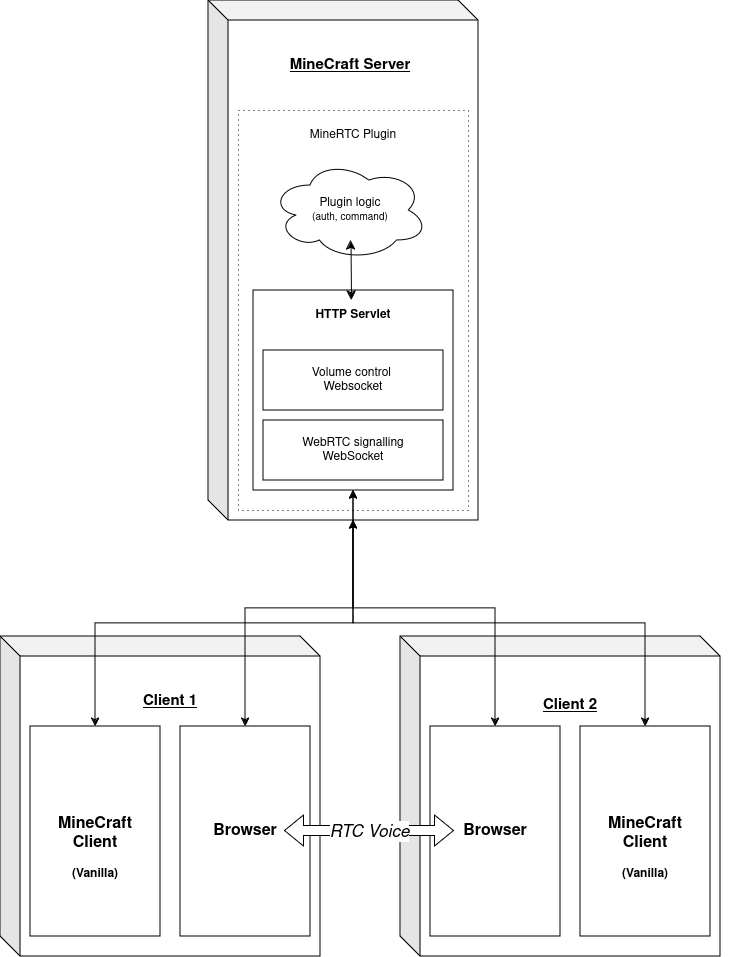 MineCraft Server
MineRTC Plugin
Plugin logic
(auth, command)
HTTP Servlet
Volume control
Websocket
WebRTC signalling
WebSocket
Client 1
MineCraft
Client
(Vanilla)
Browser
RTC Voice
Client 2
Browser
MineCraft
Client
(Vanilla)